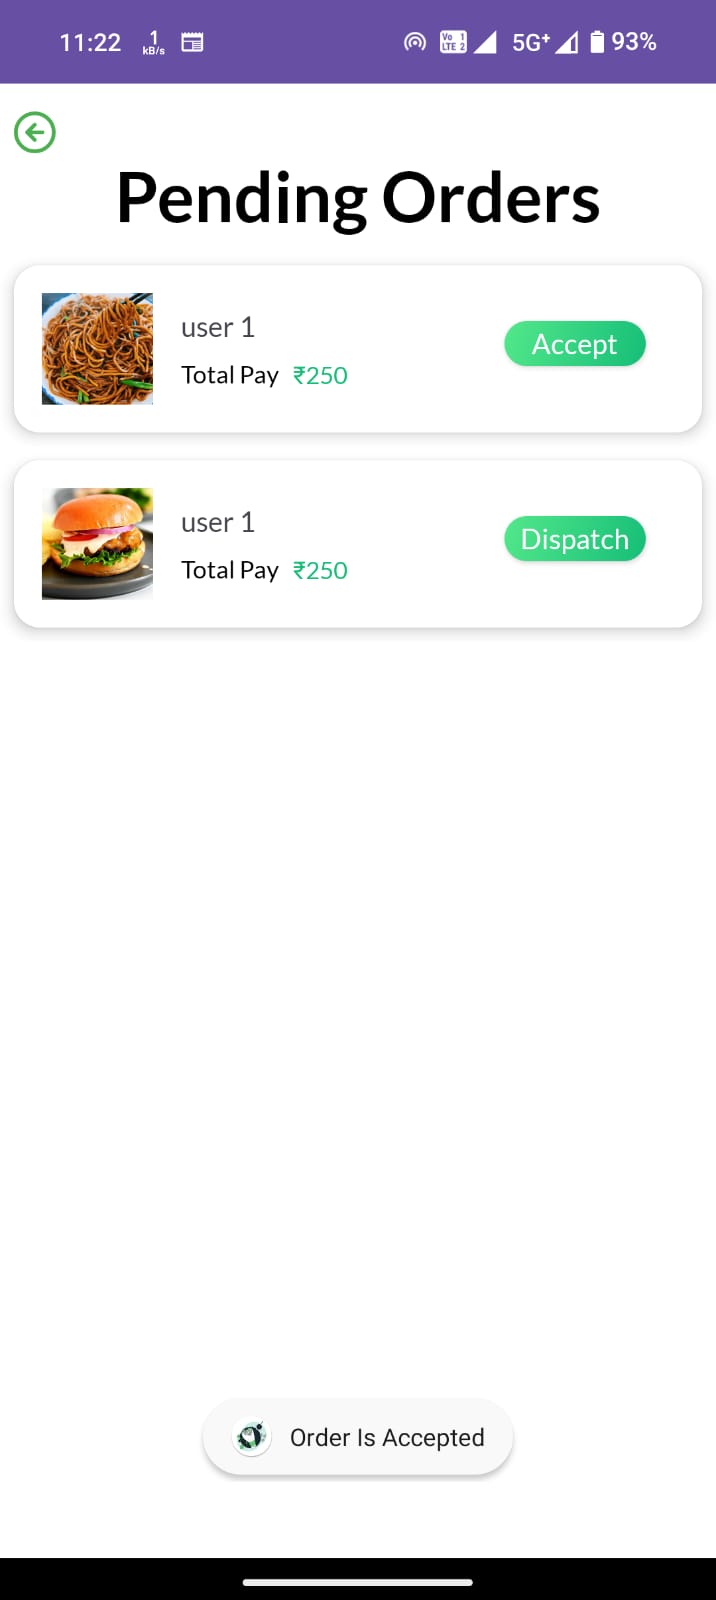 11:22 1 kB/s Vo 1 LTE 2 5G+ 93%
Pending Orders
user 1
Accept
Total Pay ₹250
user 1
Dispatch
Total Pay ₹250
Order Is Accepted